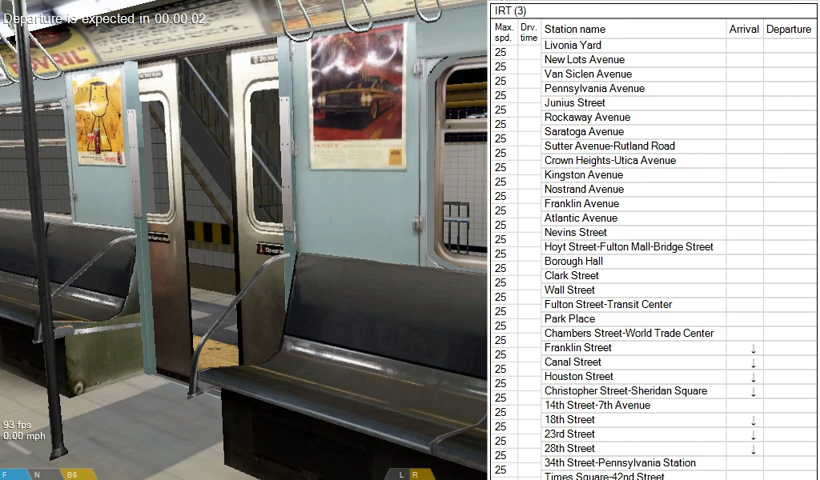 Departure is expected in 00:00:02
93 fps
0.00 mph
F N B6
L R
IRT (3)
Max. spd. Drv. time Station name Arrival Departure
Livonia Yard
25
New Lots Avenue
25
Van Siclen Avenue
25
Pennsylvania Avenue
25
Junius Street
25
Rockaway Avenue
25
Saratoga Avenue
25
Sutter Avenue-Rutland Road
25
Crown Heights-Utica Avenue
25
Kingston Avenue
25
Nostrand Avenue
25
Franklin Avenue
25
Atlantic Avenue
25
Nevins Street
25
Hoyt Street-Fulton Mall-Bridge Street
25
Borough Hall
25
Clark Street
25
Wall Street
25
Fulton Street-Transit Center
25
Park Place
25
Chambers Street-World Trade Center
25
Franklin Street ↓
25
Canal Street ↓
25
Houston Street ↓
25
Christopher Street-Sheridan Square ↓
25
14th Street-7th Avenue
25
18th Street ↓
25
23rd Street ↓
25
28th Street ↓
25
34th Street-Pennsylvania Station
25
Times Square-42nd Street